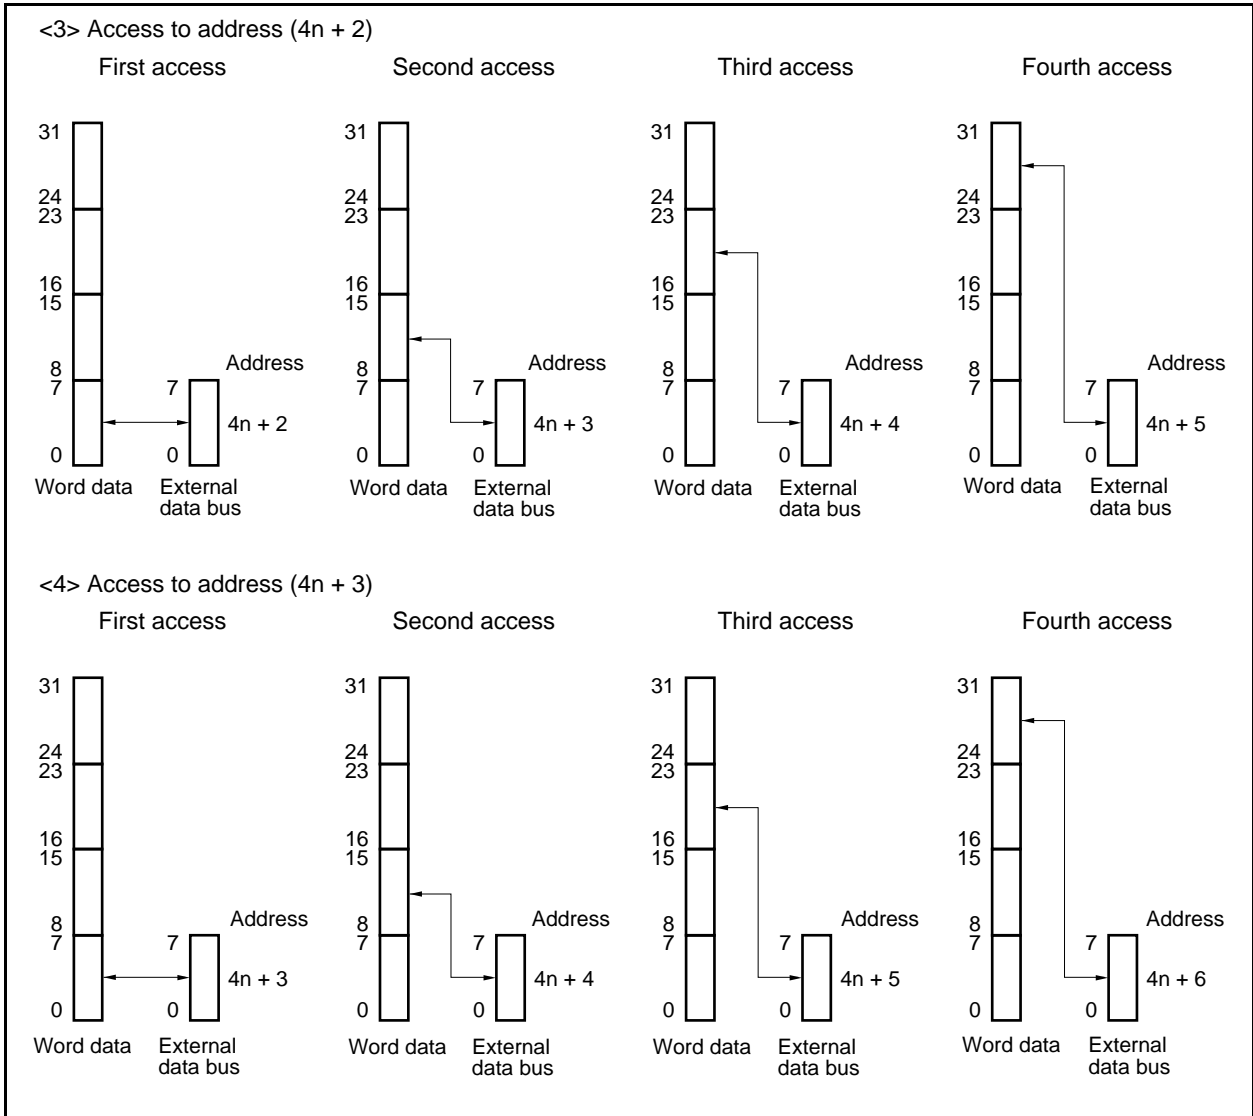 <3> Access to address (4n + 2)
First access
Second access
Third access
Fourth access
31
24
23
16
15
8
7
0
Word data
7
0
Address
4n + 2
External
data bus
31
24
23
16
15
8
7
0
Word data
7
0
Address
4n + 3
External
data bus
31
24
23
16
15
8
7
0
Word data
7
0
Address
4n + 4
External
data bus
31
24
23
16
15
8
7
0
Word data
7
0
Address
4n + 5
External
data bus
<4> Access to address (4n + 3)
First access
Second access
Third access
Fourth access
31
24
23
16
15
8
7
0
Word data
7
0
Address
4n + 3
External
data bus
31
24
23
16
15
8
7
0
Word data
7
0
Address
4n + 4
External
data bus
31
24
23
16
15
8
7
0
Word data
7
0
Address
4n + 5
External
data bus
31
24
23
16
15
8
7
0
Word data
7
0
Address
4n + 6
External
data bus